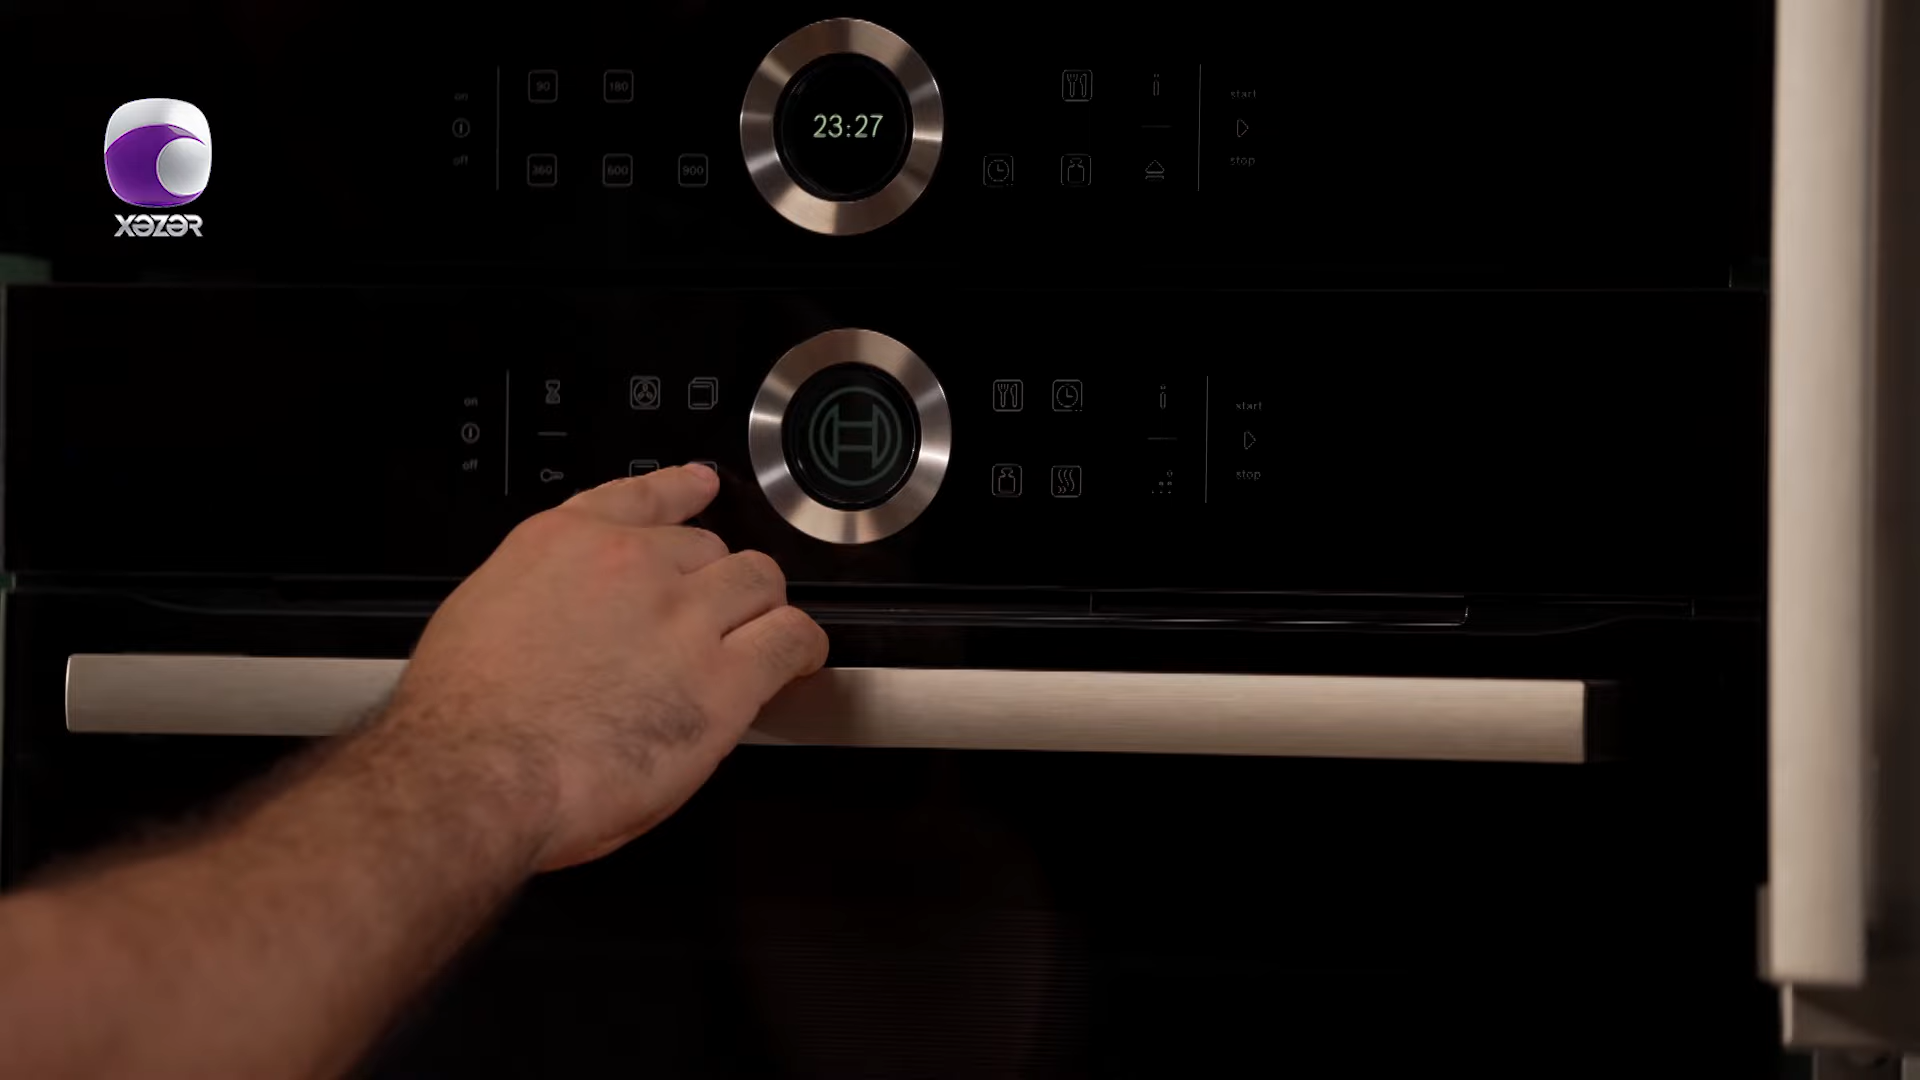 on
off
90
180
360
600
900
23:27
i
start
stop
XƏZƏR
on
off
i
start
stop